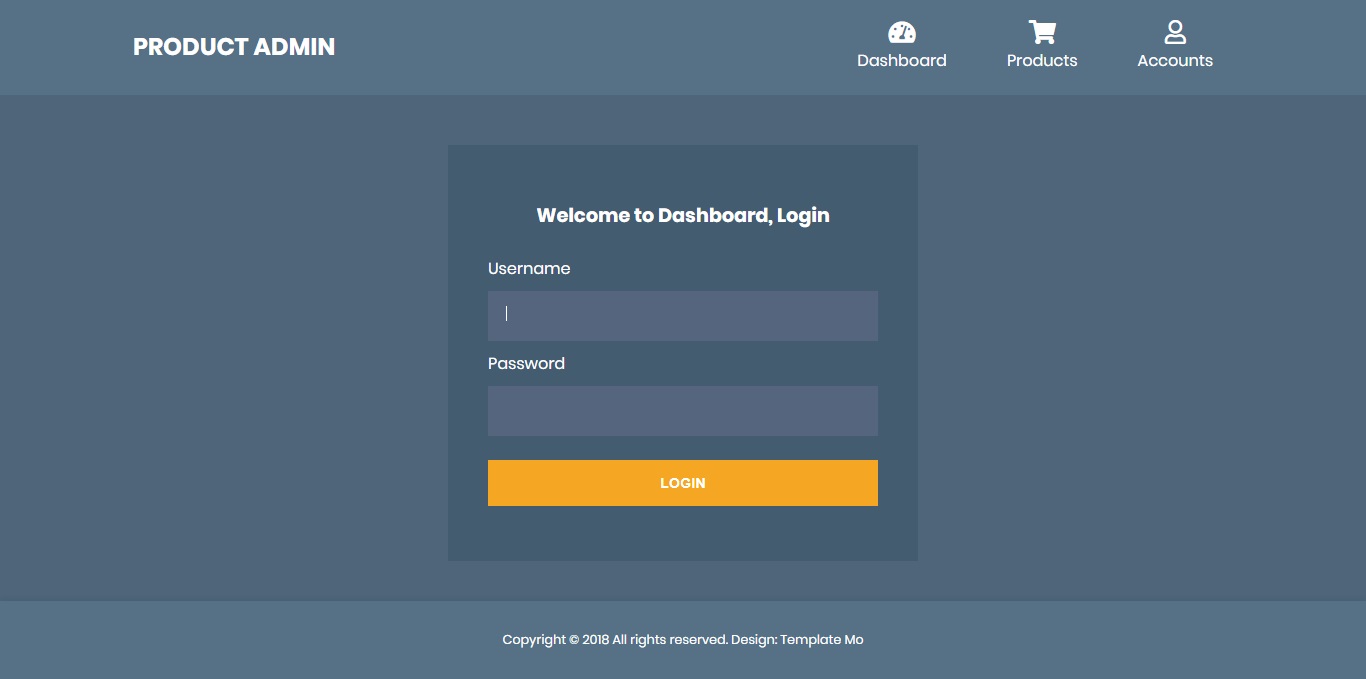 PRODUCT ADMIN
Dashboard
Products
Accounts
Welcome to Dashboard, Login
Username
Password
LOGIN
Copyright © 2018 All rights reserved. Design: Template Mo